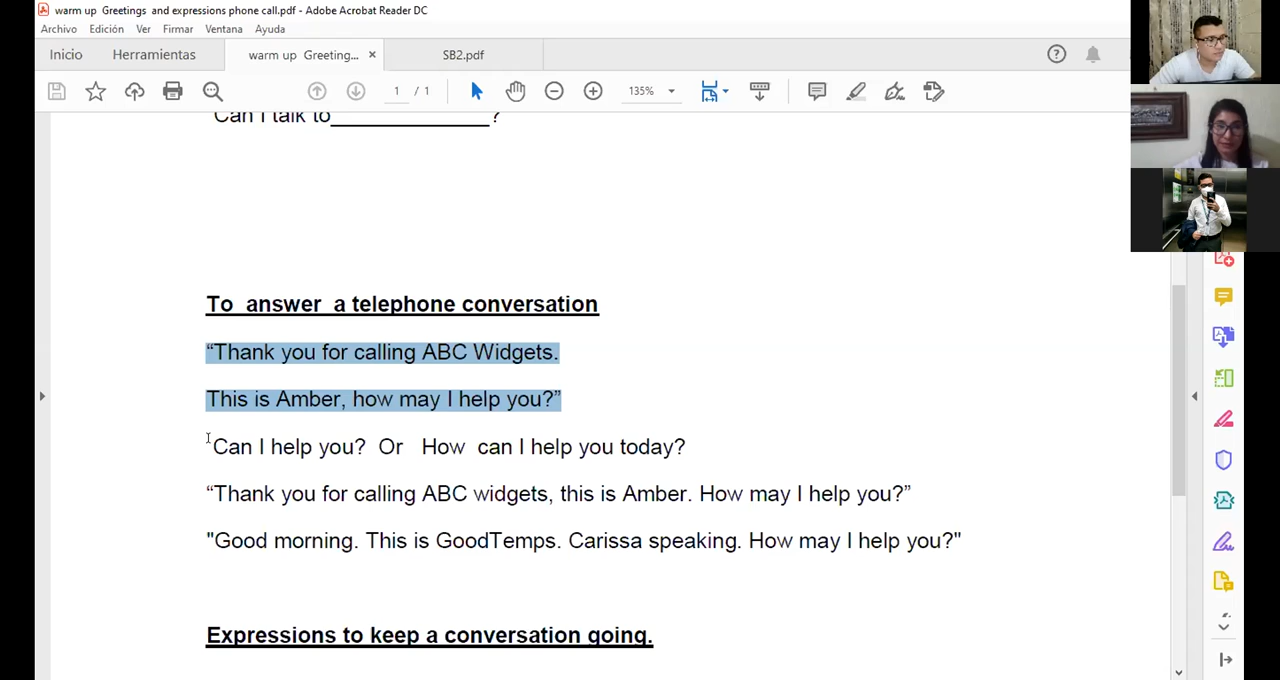 warm up Greetings and expressions phone call.pdf - Adobe Acrobat Reader DC
Archivo Edición Ver Firmar Ventana Ayuda
Inicio Herramientas warm up Greeting... × SB2.pdf
1 / 1 135%
Can I talk to______________?
To answer a telephone conversation
“Thank you for calling ABC Widgets.
This is Amber, how may I help you?”
Can I help you? Or How can I help you today?
“Thank you for calling ABC widgets, this is Amber. How may I help you?”
"Good morning. This is GoodTemps. Carissa speaking. How may I help you?"
Expressions to keep a conversation going.